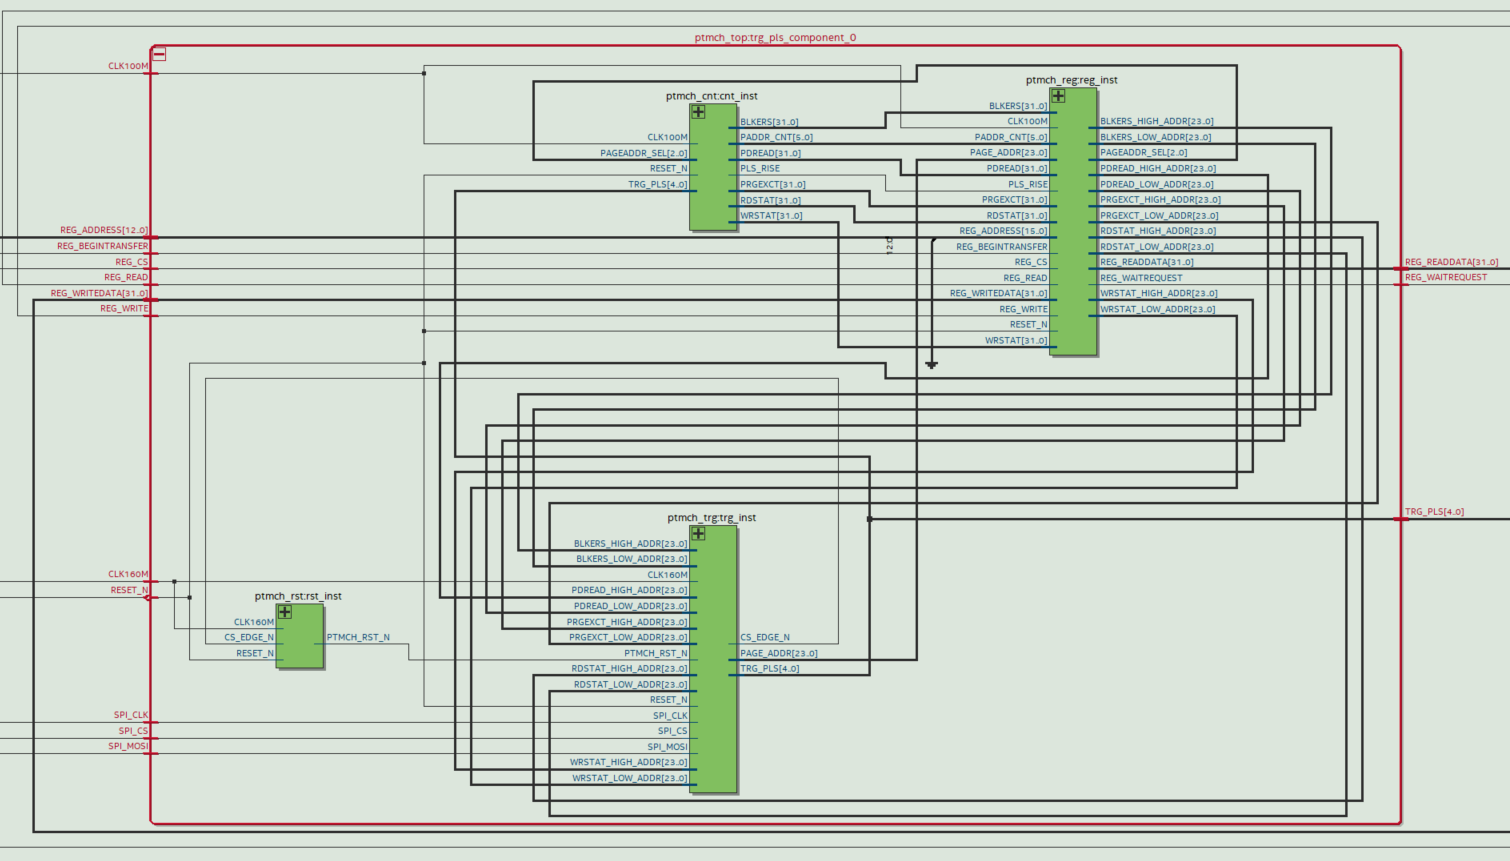 ptmch_top:trg_pls_component_0
CLK100M
REG_ADDRESS[12.0]
REG_BEGINTRANSFER
REG_CS
REG_READ
REG_WRITEDATA[31.0]
REG_WRITE
CLK160M
RESET_N
SPI_CLK
SPI_CS
SPI_MOSI
ptmch_cnt:cnt_inst
CLK100M
PAGEADDR_SEL[2.0]
RESET_N
TRG_PLS[4.0]
BLKERS[31.0]
PADDR_CNT[5.0]
PDREAD[31.0]
PLS_RISE
PRGEXCT[31.0]
RDSTAT[31.0]
WRSTAT[31.0]
12:0
ptmch_reg:reg_inst
BLKERS[31.0]
CLK100M
PADDR_CNT[5.0]
PAGE_ADDR[23.0]
PDREAD[31.0]
PLS_RISE
PRGEXCT[31.0]
RDSTAT[31.0]
REG_ADDRESS[15.0]
REG_BEGINTRANSFER
REG_CS
REG_READ
REG_WRITEDATA[31.0]
REG_WRITE
RESET_N
WRSTAT[31.0]
BLKERS_HIGH_ADDR[23.0]
BLKERS_LOW_ADDR[23.0]
PAGEADDR_SEL[2.0]
PDREAD_HIGH_ADDR[23.0]
PDREAD_LOW_ADDR[23.0]
PRGEXCT_HIGH_ADDR[23.0]
PRGEXCT_LOW_ADDR[23.0]
RDSTAT_HIGH_ADDR[23.0]
RDSTAT_LOW_ADDR[23.0]
REG_READDATA[31.0]
REG_WAITREQUEST
WRSTAT_HIGH_ADDR[23.0]
WRSTAT_LOW_ADDR[23.0]
REG_READDATA[31.0]
REG_WAITREQUEST
TRG_PLS[4.0]
ptmch_rst:rst_inst
CLK160M
CS_EDGE_N
RESET_N
PTMCH_RST_N
ptmch_trg:trg_inst
BLKERS_HIGH_ADDR[23.0]
BLKERS_LOW_ADDR[23.0]
CLK160M
PDREAD_HIGH_ADDR[23.0]
PDREAD_LOW_ADDR[23.0]
PRGEXCT_HIGH_ADDR[23.0]
PRGEXCT_LOW_ADDR[23.0]
PTMCH_RST_N
RDSTAT_HIGH_ADDR[23.0]
RDSTAT_LOW_ADDR[23.0]
RESET_N
SPI_CLK
SPI_CS
SPI_MOSI
WRSTAT_HIGH_ADDR[23.0]
WRSTAT_LOW_ADDR[23.0]
CS_EDGE_N
PAGE_ADDR[23.0]
TRG_PLS[4.0]